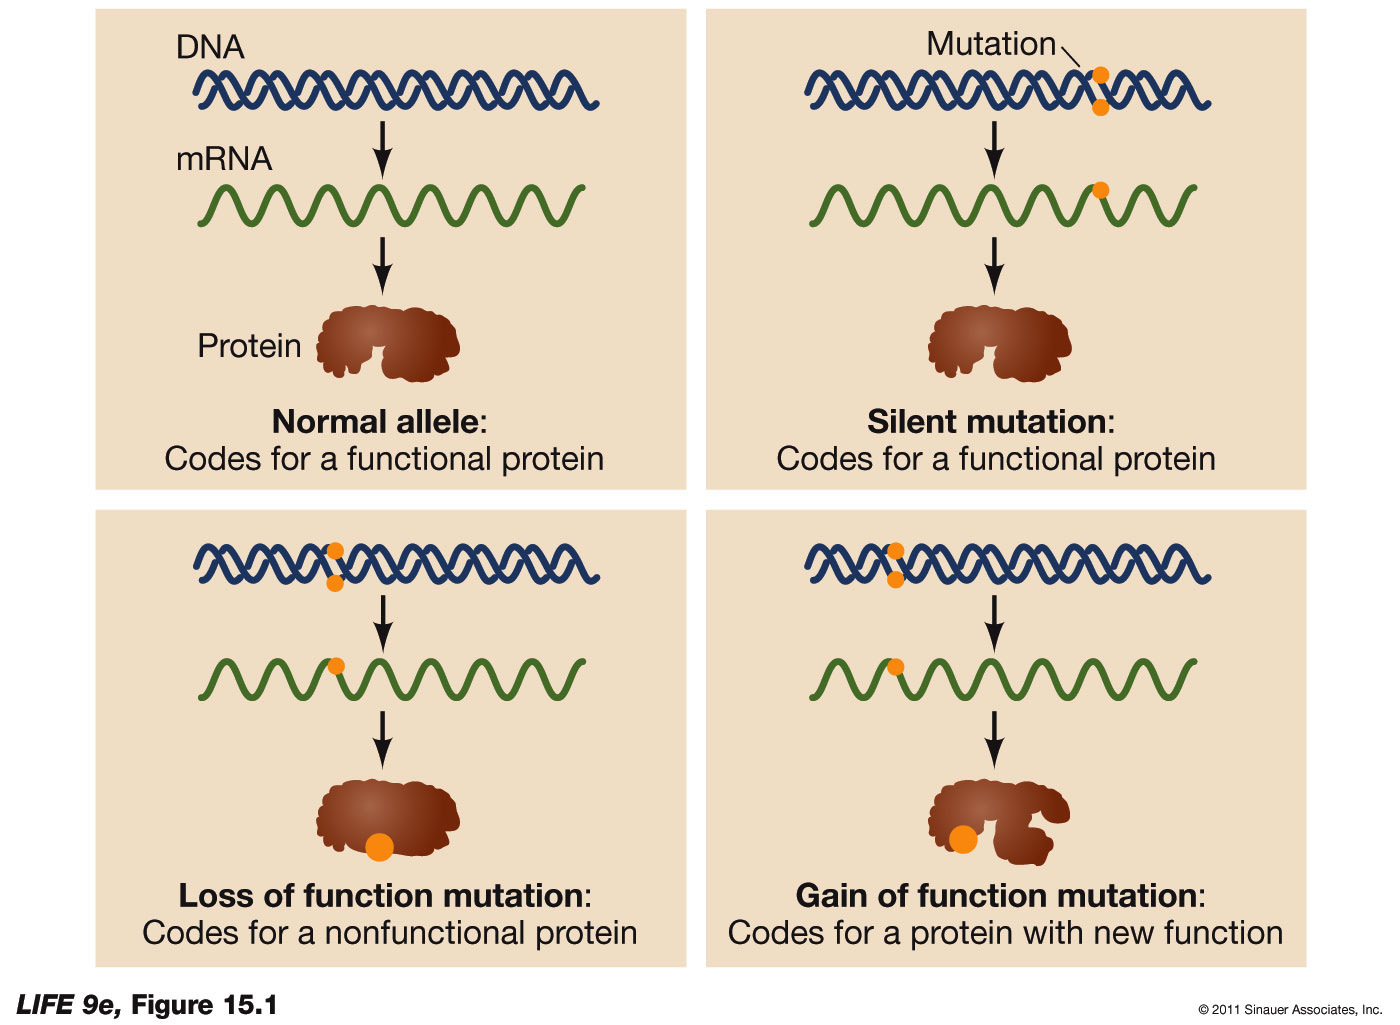 DNA
mRNA
Protein
Normal allele:
Codes for a functional protein
Mutation
Silent mutation:
Codes for a functional protein
Loss of function mutation:
Codes for a nonfunctional protein
Gain of function mutation:
Codes for a protein with new function
LIFE 9e, Figure 15.1
© 2011 Sinauer Associates, Inc.